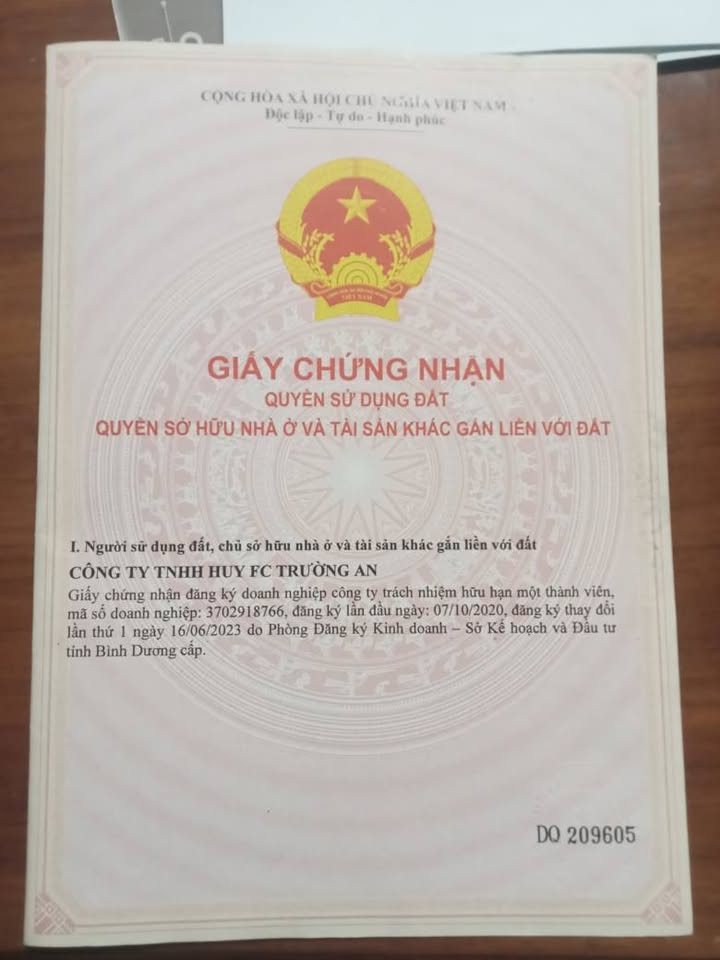 CỘNG HÒA XÃ HỘI CHỦ NGHĨA VIỆT NAM
Độc lập - Tự do - Hạnh phúc
VIỆT NAM
GIẤY CHỨNG NHẬN
QUYỀN SỬ DỤNG ĐẤT
QUYỀN SỞ HỮU NHÀ Ở VÀ TÀI SẢN KHÁC GẮN LIỀN VỚI ĐẤT
I. Người sử dụng đất, chủ sở hữu nhà ở và tài sản khác gắn liền với đất
CÔNG TY TNHH HUY FC TRƯỜNG AN
Giấy chứng nhận đăng ký doanh nghiệp công ty trách nhiệm hữu hạn một thành viên,
mã số doanh nghiệp: 3702918766, đăng ký lần đầu ngày: 07/10/2020, đăng ký thay đổi
lần thứ 1 ngày 16/06/2023 do Phòng Đăng ký Kinh doanh – Sở Kế hoạch và Đầu tư
tỉnh Bình Dương cấp.
DQ 209605